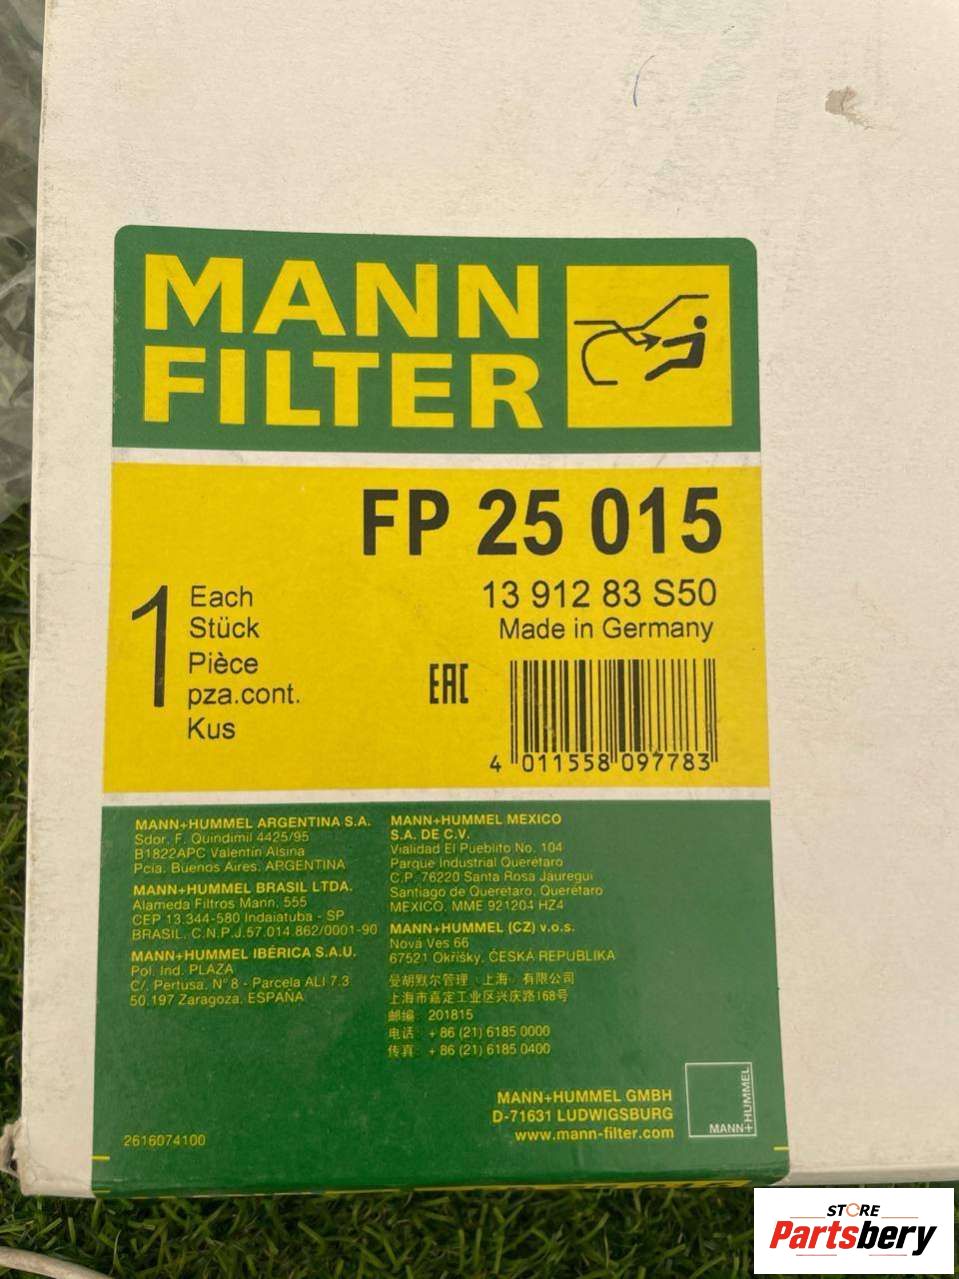 MANN
FILTER
FP 25 015
13 912 83 S50
Made in Germany
1
Each
Stück
Pièce
pza.cont.
Kus
EAC
4 011558 097783
MANN+HUMMEL ARGENTINA S.A.
Sdor. F. Quindimil 4425/95
B1822APC Valentín Alsina
Pcia. Buenos Aires. ARGENTINA
MANN+HUMMEL BRASIL LTDA.
Alameda Filtros Mann, 555
CEP 13.344-580 Indaiatuba - SP
BRASIL. C.N.P.J.57.014.862/0001-90
MANN+HUMMEL IBÉRICA S.A.U.
Pol. Ind. PLAZA
C/. Pertusa, N° 8 - Parcela ALI 7.3
50.197 Zaragoza. ESPAÑA
MANN+HUMMEL MEXICO
S.A. DE C.V.
Vialidad El Pueblito No. 104
Parque Industrial Querétaro
C.P. 76220 Santa Rosa Jáuregui
Santiago de Querétaro, Querétaro
MÉXICO. MME 921204 HZ4
MANN+HUMMEL (CZ) v.o.s.
Nová Ves 66
67521 Okříšky, ČESKÁ REPUBLIKA
曼胡默尔管理（上海）有限公司
上海市嘉定工业区兴庆路168号
邮编: 201815
电话: + 86 (21) 6185 0000
传真: + 86 (21) 6185 0400
MANN+HUMMEL GMBH
D-71631 LUDWIGSBURG
www.mann-filter.com
MANN+
HUMMEL
2616074100
STORE
Partsbery